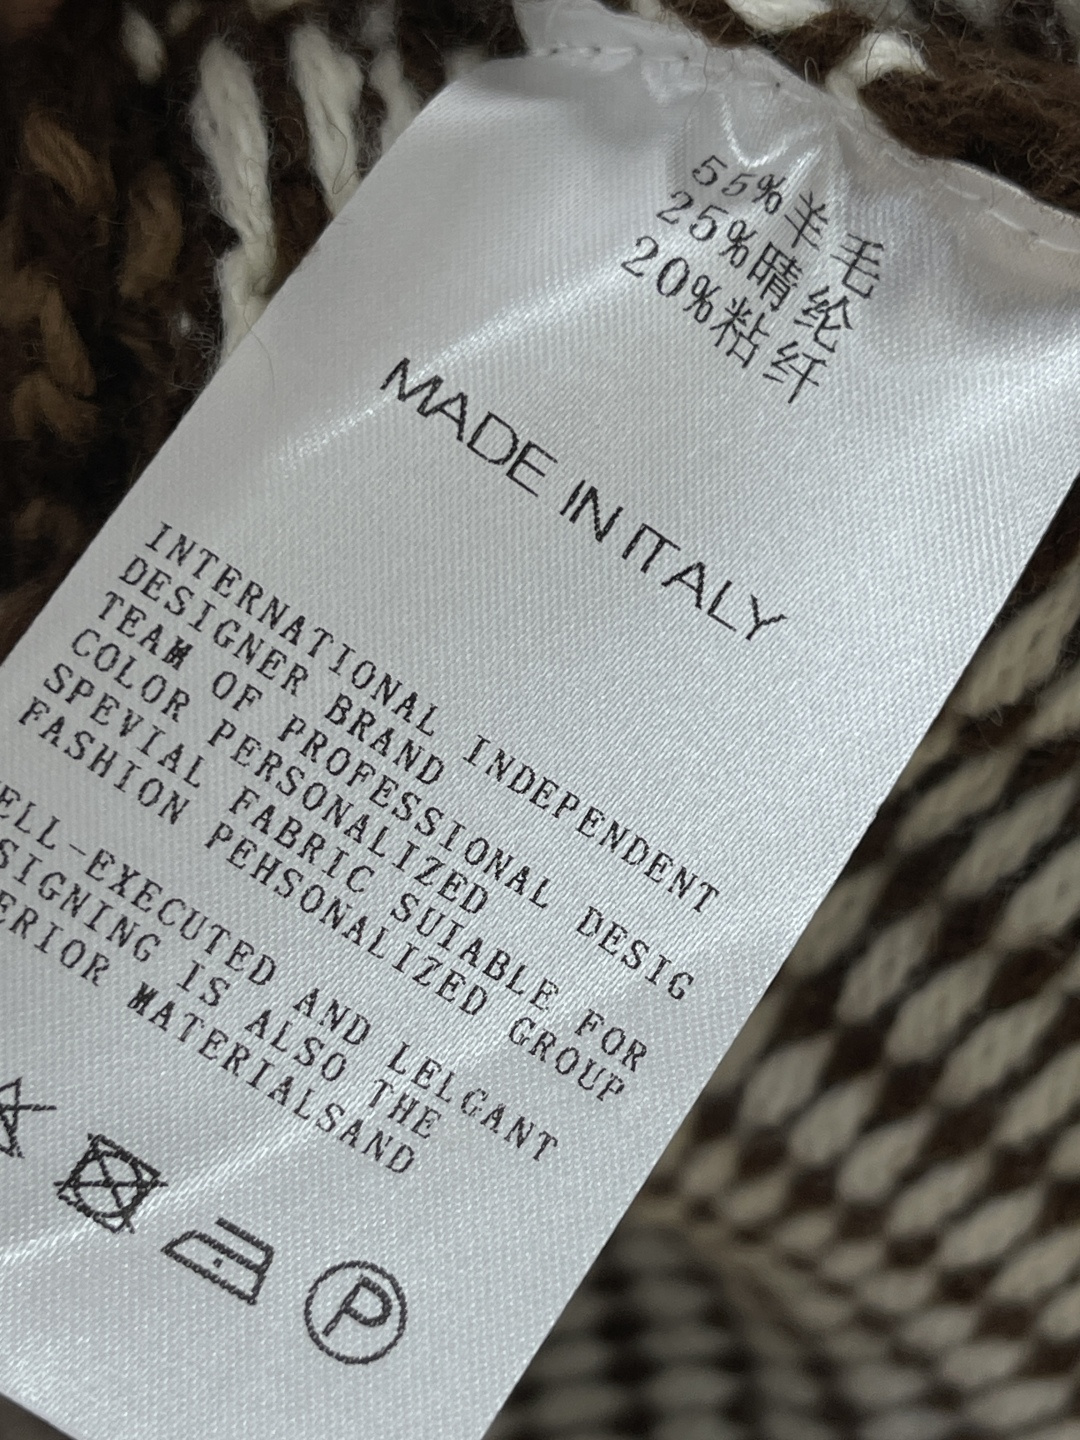 55%羊毛
25%晴纶
20%粘纤
MADE IN ITALY
INTERNATIONAL INDEPENDENT
DESIGNER BRAND
TEAM OF PROFESSIONAL DESIG
COLOR PERSONALIZED
SPEVIAL FABRIC SUIABLE FOR
FASHION PEHSONALIZED GROUP
ELL-EXECUTED AND LELGANT
SIGNING IS ALSO THE
ERIOR MATERIALSAND
P